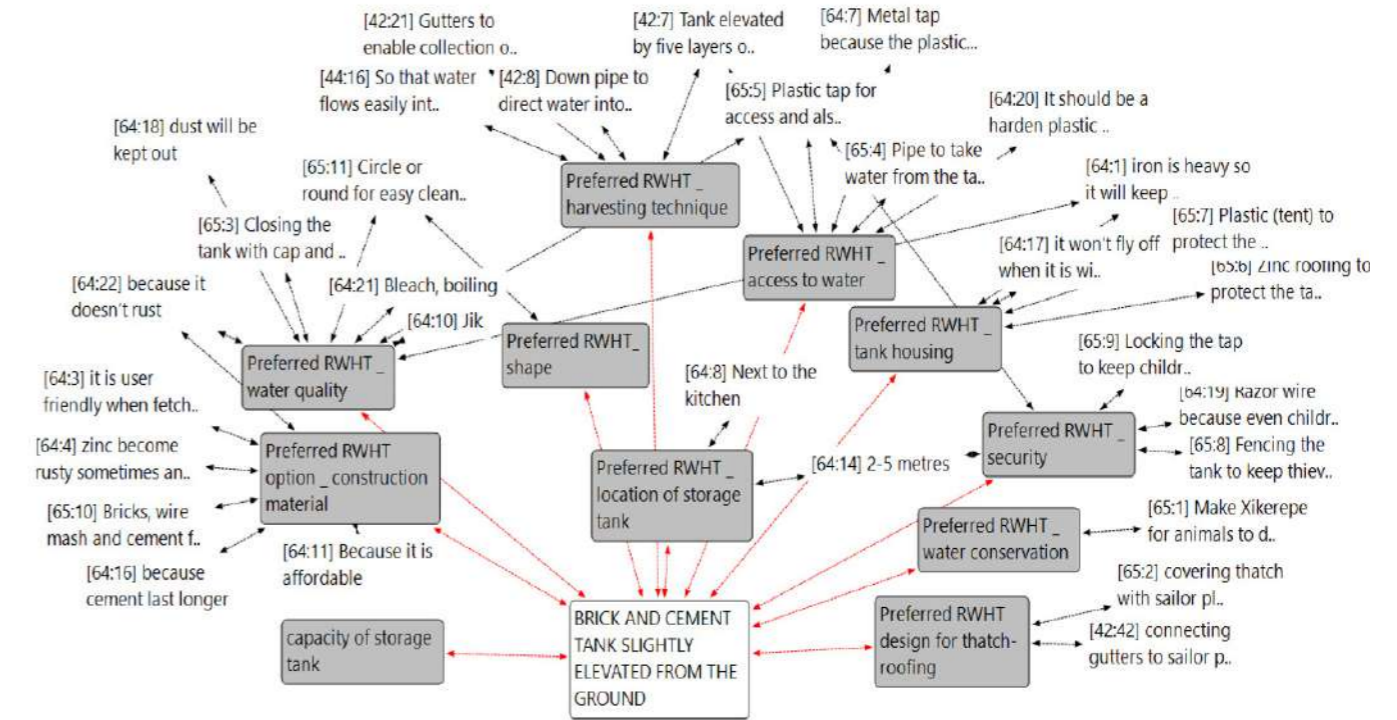 [42:21] Gutters to
enable collection o..
[42:7] Tank elevated
by five layers o..
[64:7] Metal tap
because the plastic...
[44:16] So that water
flows easily int..
[42:8] Down pipe to
direct water into..
[65:5] Plastic tap for
access and als..
[64:20] It should be a
harden plastic ..
[64:18] dust will be
kept out
[65:11] Circle or
round for easy clean..
Preferred RWHT _
harvesting technique
[65:4] Pipe to take
water from the ta..
[64:1] iron is heavy so
it will keep ..
[65:3] Closing the
tank with cap and ..
Preferred RWHT _
access to water
[64:17] it won't fly off
when it is wi..
[65:7] Plastic (tent) to
protect the ..
[65:6] Zinc roofing to
protect the ta..
[64:22] because it
doesn't rust
[64:21] Bleach, boiling
[64:10] Jik
Preferred RWHT _
water quality
Preferred RWHT_
shape
Preferred RWHT _
tank housing
[64:8] Next to the
kitchen
[65:9] Locking the tap
to keep childr..
[64:19] Razor wire
because even childr..
[64:3] it is user
friendly when fetch..
Preferred RWHT
option _ construction
material
Preferred RWHT _
location of storage
tank
[64:14] 2-5 metres
Preferred RWHT _
security
[65:8] Fencing the
tank to keep thiev..
[64:4] zinc become
rusty sometimes an..
[65:10] Bricks, wire
mash and cement f..
[64:11] Because it is
affordable
Preferred RWHT _
water conservation
[65:1] Make Xikerepe
for animals to d..
[64:16] because
cement last longer
[65:2] covering thatch
with sailor pl..
capacity of storage
tank
BRICK AND CEMENT
TANK SLIGHTLY
ELEVATED FROM THE
GROUND
Preferred RWHT
design for thatch-
roofing
[42:42] connecting
gutters to sailor p..